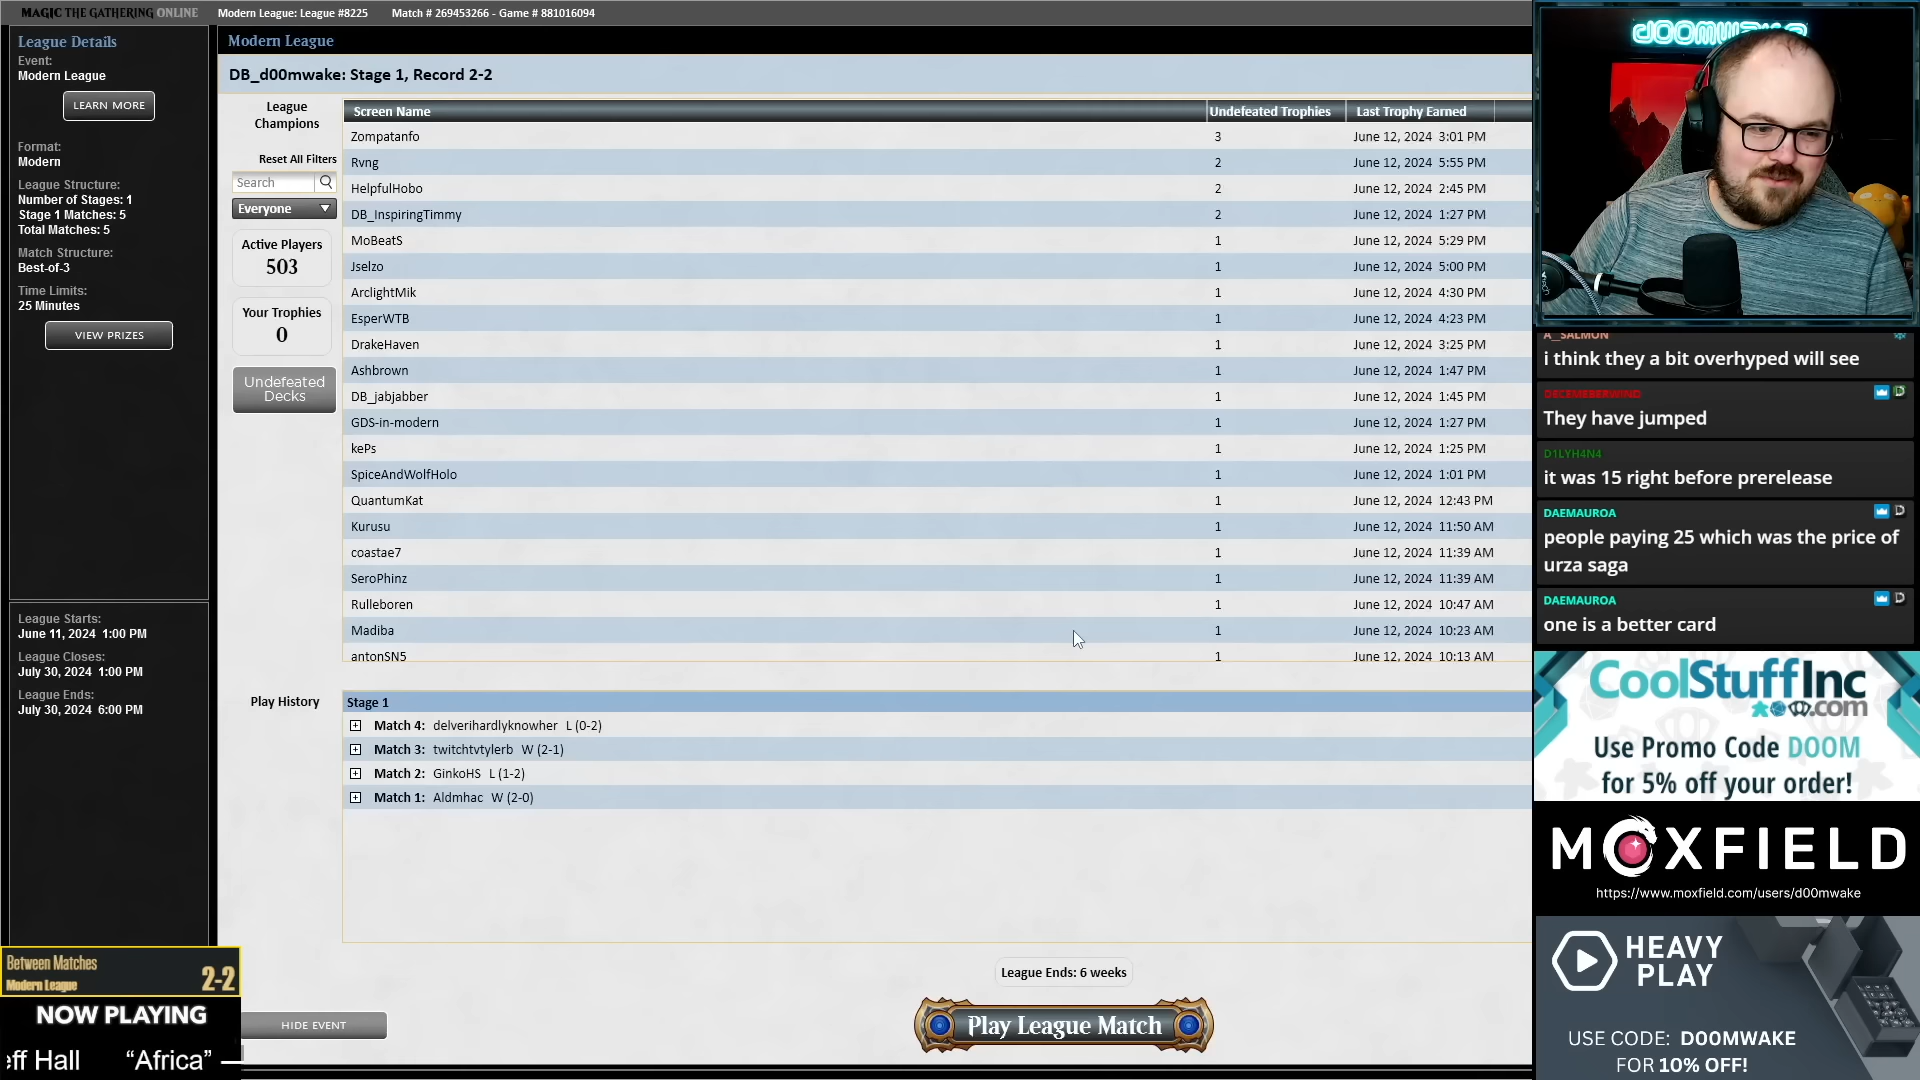 MAGIC THE GATHERING ONLINE
Modern League: League #8225
Match # 269453266 - Game # 881016094
League Details
Event:
Modern League
LEARN MORE
Format:
Modern
League Structure:
Number of Stages: 1
Stage 1 Matches: 5
Total Matches: 5
Match Structure:
Best-of-3
Time Limits:
25 Minutes
VIEW PRIZES
League Starts:
June 11, 2024 1:00 PM
League Closes:
July 30, 2024 1:00 PM
League Ends:
July 30, 2024 6:00 PM
Between Matches
Modern League
2-2
NOW PLAYING
eff Hall "Africa" —
Modern League
DB_d00mwake: Stage 1, Record 2-2
League
Champions
Reset All Filters
Search
Everyone
Active Players
503
Your Trophies
0
Undefeated
Decks
Screen Name Undefeated Trophies Last Trophy Earned
Zompatanfo 3 June 12, 2024 3:01 PM
Rvng 2 June 12, 2024 5:55 PM
HelpfulHobo 2 June 12, 2024 2:45 PM
DB_InspiringTimmy 2 June 12, 2024 1:27 PM
MoBeatS 1 June 12, 2024 5:29 PM
Jselzo 1 June 12, 2024 5:00 PM
ArclightMik 1 June 12, 2024 4:30 PM
EsperWTB 1 June 12, 2024 4:23 PM
DrakeHaven 1 June 12, 2024 3:25 PM
Ashbrown 1 June 12, 2024 1:47 PM
DB_jabjabber 1 June 12, 2024 1:45 PM
GDS-in-modern 1 June 12, 2024 1:27 PM
kePs 1 June 12, 2024 1:25 PM
SpiceAndWolfHolo 1 June 12, 2024 1:01 PM
QuantumKat 1 June 12, 2024 12:43 PM
Kurusu 1 June 12, 2024 11:50 AM
coastae7 1 June 12, 2024 11:39 AM
SeroPhinz 1 June 12, 2024 11:39 AM
Rulleboren 1 June 12, 2024 10:47 AM
Madiba 1 June 12, 2024 10:23 AM
antonSN5 1 June 12, 2024 10:13 AM
Play History
Stage 1
Match 4: delverihardlyknowher L (0-2)
Match 3: twitchtvtylerb W (2-1)
Match 2: GinkoHS L (1-2)
Match 1: Aldmhac W (2-0)
League Ends: 6 weeks
HIDE EVENT
Play League Match
doomwake
A__SALMON
i think they a bit overhyped will see
DECEMEBERWIND
They have jumped
D1LYH4N4
it was 15 right before prerelease
DAEMAUROA
people paying 25 which was the price of
urza saga
DAEMAUROA
one is a better card
CoolStuffInc
.com
Use Promo Code DOOM
for 5% off your order!
MOXFIELD
https://www.moxfield.com/users/d00mwake
HEAVY
PLAY
USE CODE: D00MWAKE
FOR 10% OFF!